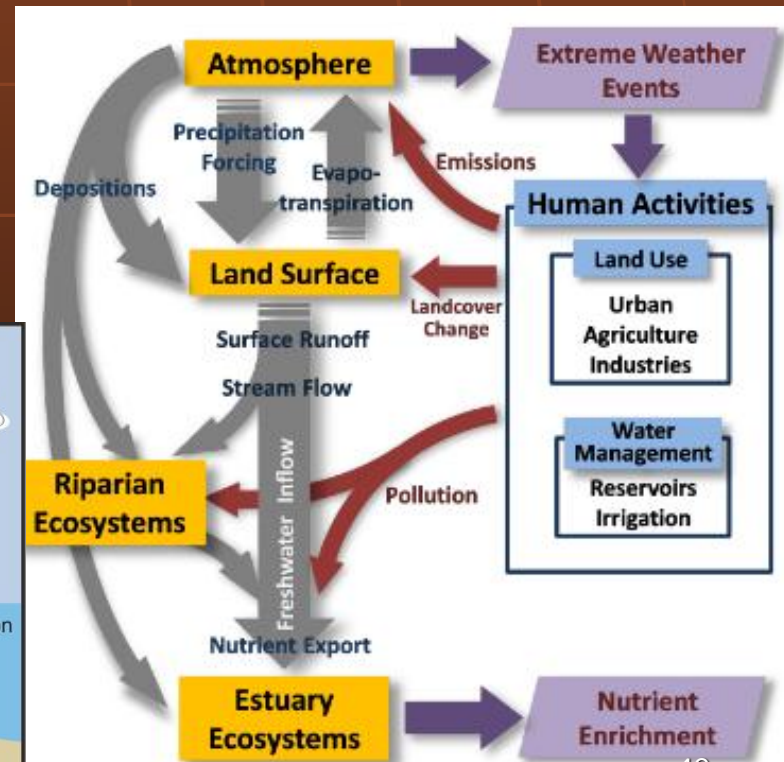 Atmosphere
Extreme Weather
Events
Precipitation
Forcing
Emissions
Depositions
Evapo-
transpiration
Human Activities
Land Surface
Land Use
Landcover
Change
Urban
Agriculture
Industries
Surface Runoff
Stream Flow
Water
Management
Reservoirs
Irrigation
Riparian
Ecosystems
Freshwater Inflow
Pollution
Nutrient Export
Estuary
Ecosystems
Nutrient
Enrichment